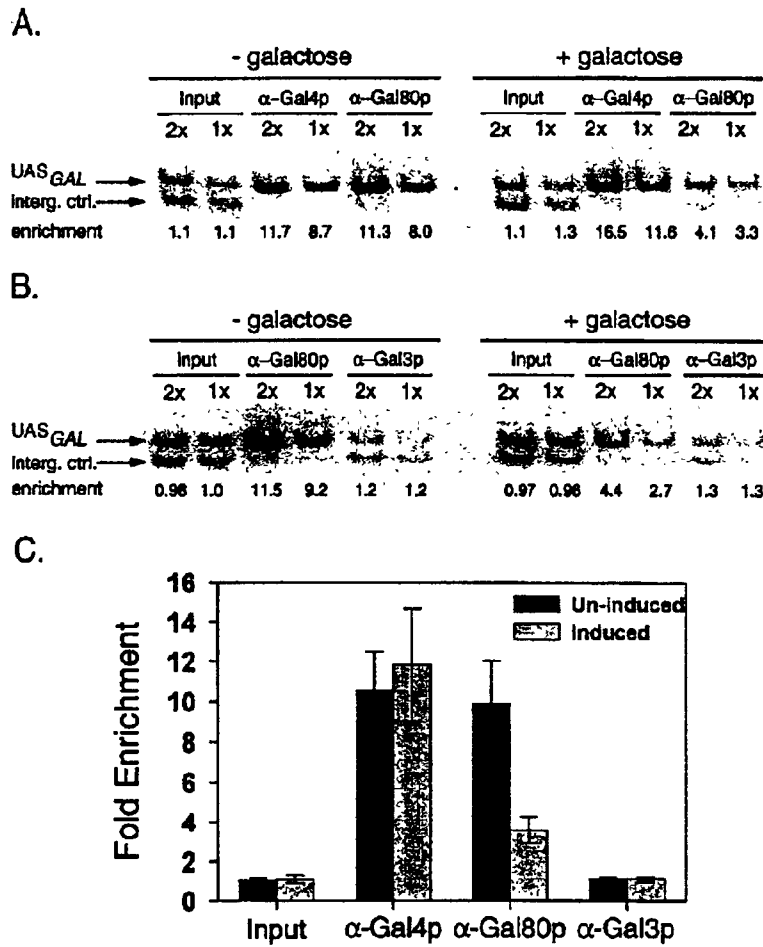 A.
- galactose + galactose
Input α-Gal4p α-Gal80p Input α-Gal4p α-Gal80p
2x 1x 2x 1x 2x 1x 2x 1x 2x 1x 2x 1x
UASGAL
Interg. ctrl.
enrichment 1.1 1.1 11.7 8.7 11.3 8.0 1.1 1.3 16.5 11.6 4.1 3.3
B.
- galactose + galactose
Input α-Gal80p α-Gal3p Input α-Gal80p α-Gal3p
2x 1x 2x 1x 2x 1x 2x 1x 2x 1x 2x 1x
UASGAL
Interg. ctrl.
enrichment 0.96 1.0 11.5 9.2 1.2 1.2 0.97 0.96 4.4 2.7 1.3 1.3
C.
Fold Enrichment
16
14
12
10
8
6
4
2
0
Un-induced
Induced
Input α-Gal4p α-Gal80p α-Gal3p